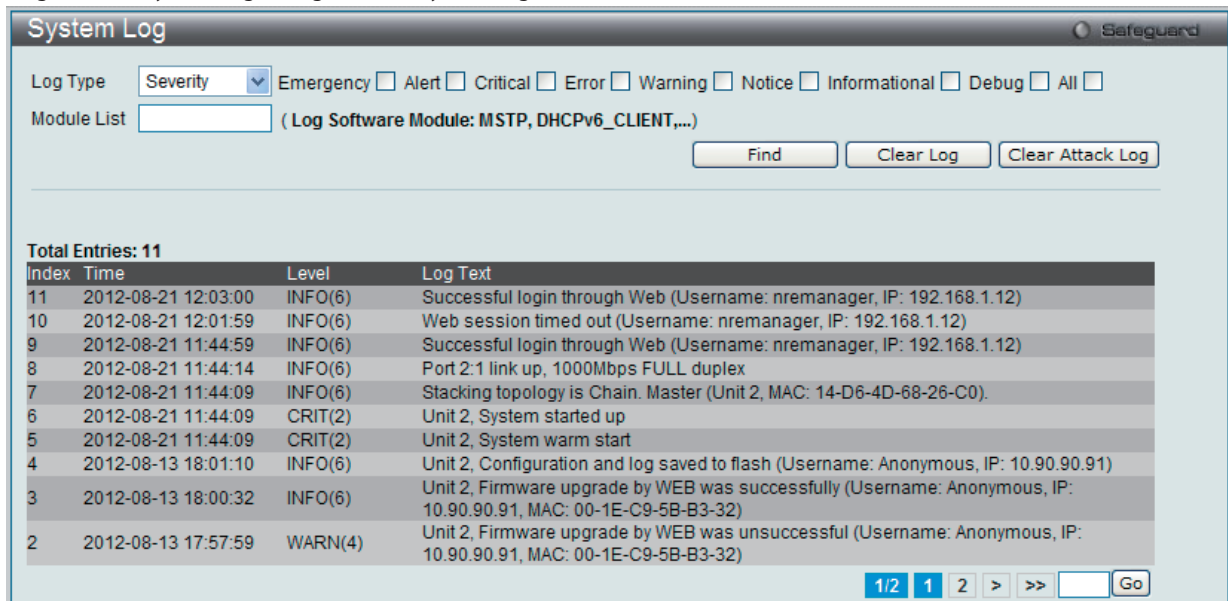 System Log
Safeguard
Log Type Severity Emergency Alert Critical Error Warning Notice Informational Debug All
Module List ( Log Software Module: MSTP, DHCPv6_CLIENT,...)
Find Clear Log Clear Attack Log
Total Entries: 11
Index Time Level Log Text
11 2012-08-21 12:03:00 INFO(6) Successful login through Web (Username: nremanager, IP: 192.168.1.12)
10 2012-08-21 12:01:59 INFO(6) Web session timed out (Username: nremanager, IP: 192.168.1.12)
9 2012-08-21 11:44:59 INFO(6) Successful login through Web (Username: nremanager, IP: 192.168.1.12)
8 2012-08-21 11:44:14 INFO(6) Port 2:1 link up, 1000Mbps FULL duplex
7 2012-08-21 11:44:09 INFO(6) Stacking topology is Chain. Master (Unit 2, MAC: 14-D6-4D-68-26-C0).
6 2012-08-21 11:44:09 CRIT(2) Unit 2, System started up
5 2012-08-21 11:44:09 CRIT(2) Unit 2, System warm start
4 2012-08-13 18:01:10 INFO(6) Unit 2, Configuration and log saved to flash (Username: Anonymous, IP: 10.90.90.91)
3 2012-08-13 18:00:32 INFO(6) Unit 2, Firmware upgrade by WEB was successfully (Username: Anonymous, IP:
10.90.90.91, MAC: 00-1E-C9-5B-B3-32)
2 2012-08-13 17:57:59 WARN(4) Unit 2, Firmware upgrade by WEB was unsuccessful (Username: Anonymous, IP:
10.90.90.91, MAC: 00-1E-C9-5B-B3-32)
1/2 1 2 > >> Go